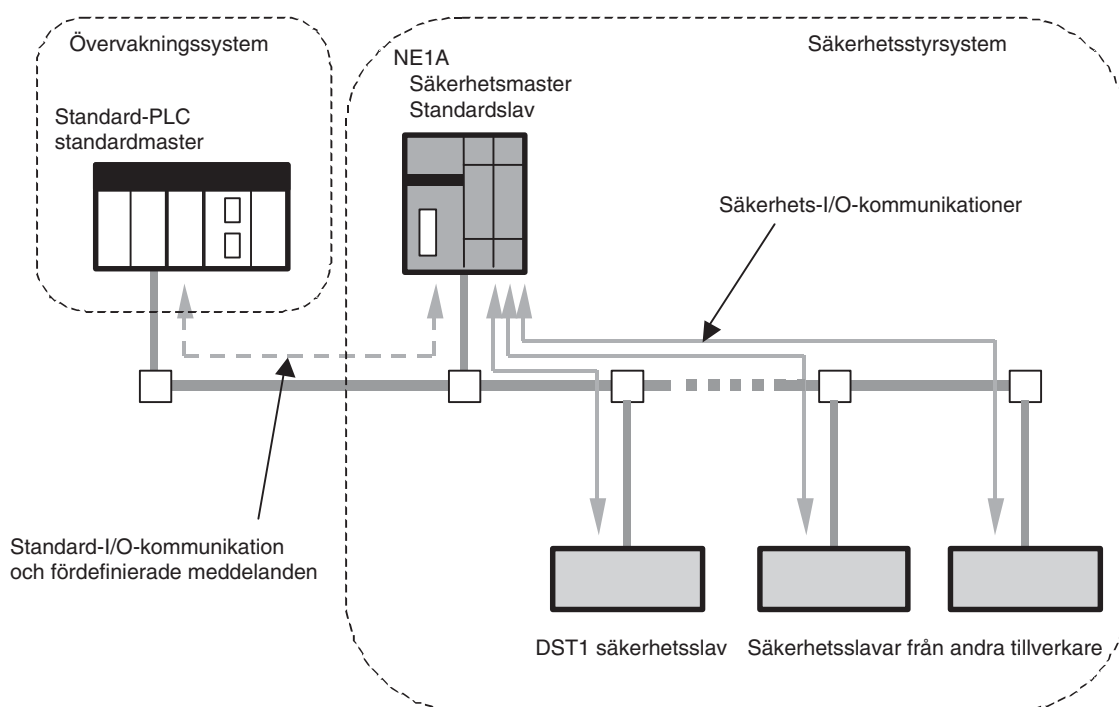 Övervakningssystem
Säkerhetsstyrsystem
NE1A
Säkerhetsmaster
Standardslav
Standard-PLC
standardmaster
Säkerhets-I/O-kommunikationer
Standard-I/O-kommunikation
och fördefinierade meddelanden
DST1 säkerhetsslav
Säkerhetsslavar från andra tillverkare